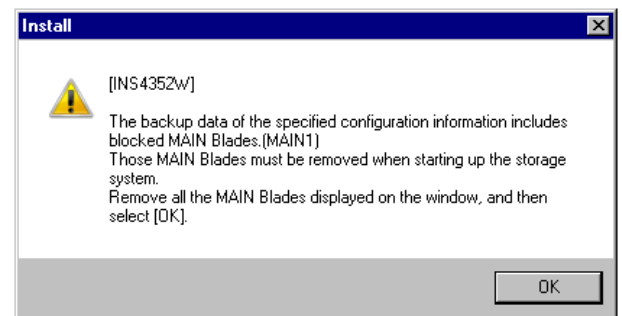 Install
[INS4352W]
The backup data of the specified configuration information includes
blocked MAIN Blades.(MAIN1)
Those MAIN Blades must be removed when starting up the storage
system.
Remove all the MAIN Blades displayed on the window, and then
select [OK].
OK